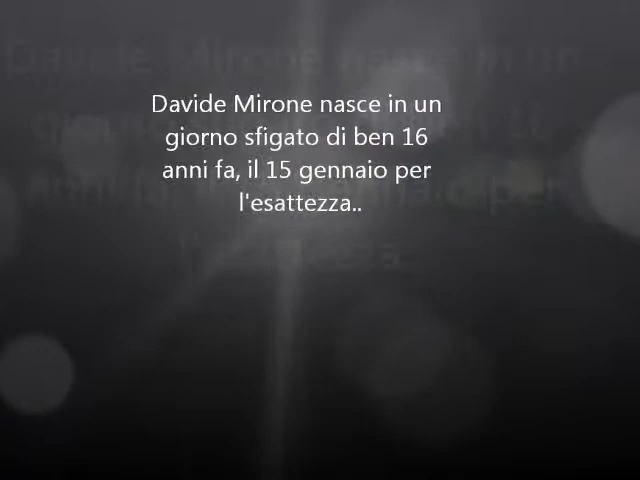 Davide Mirone nasce in un
giorno sfigato di ben 16
anni fa, il 15 gennaio per
l'esattezza..